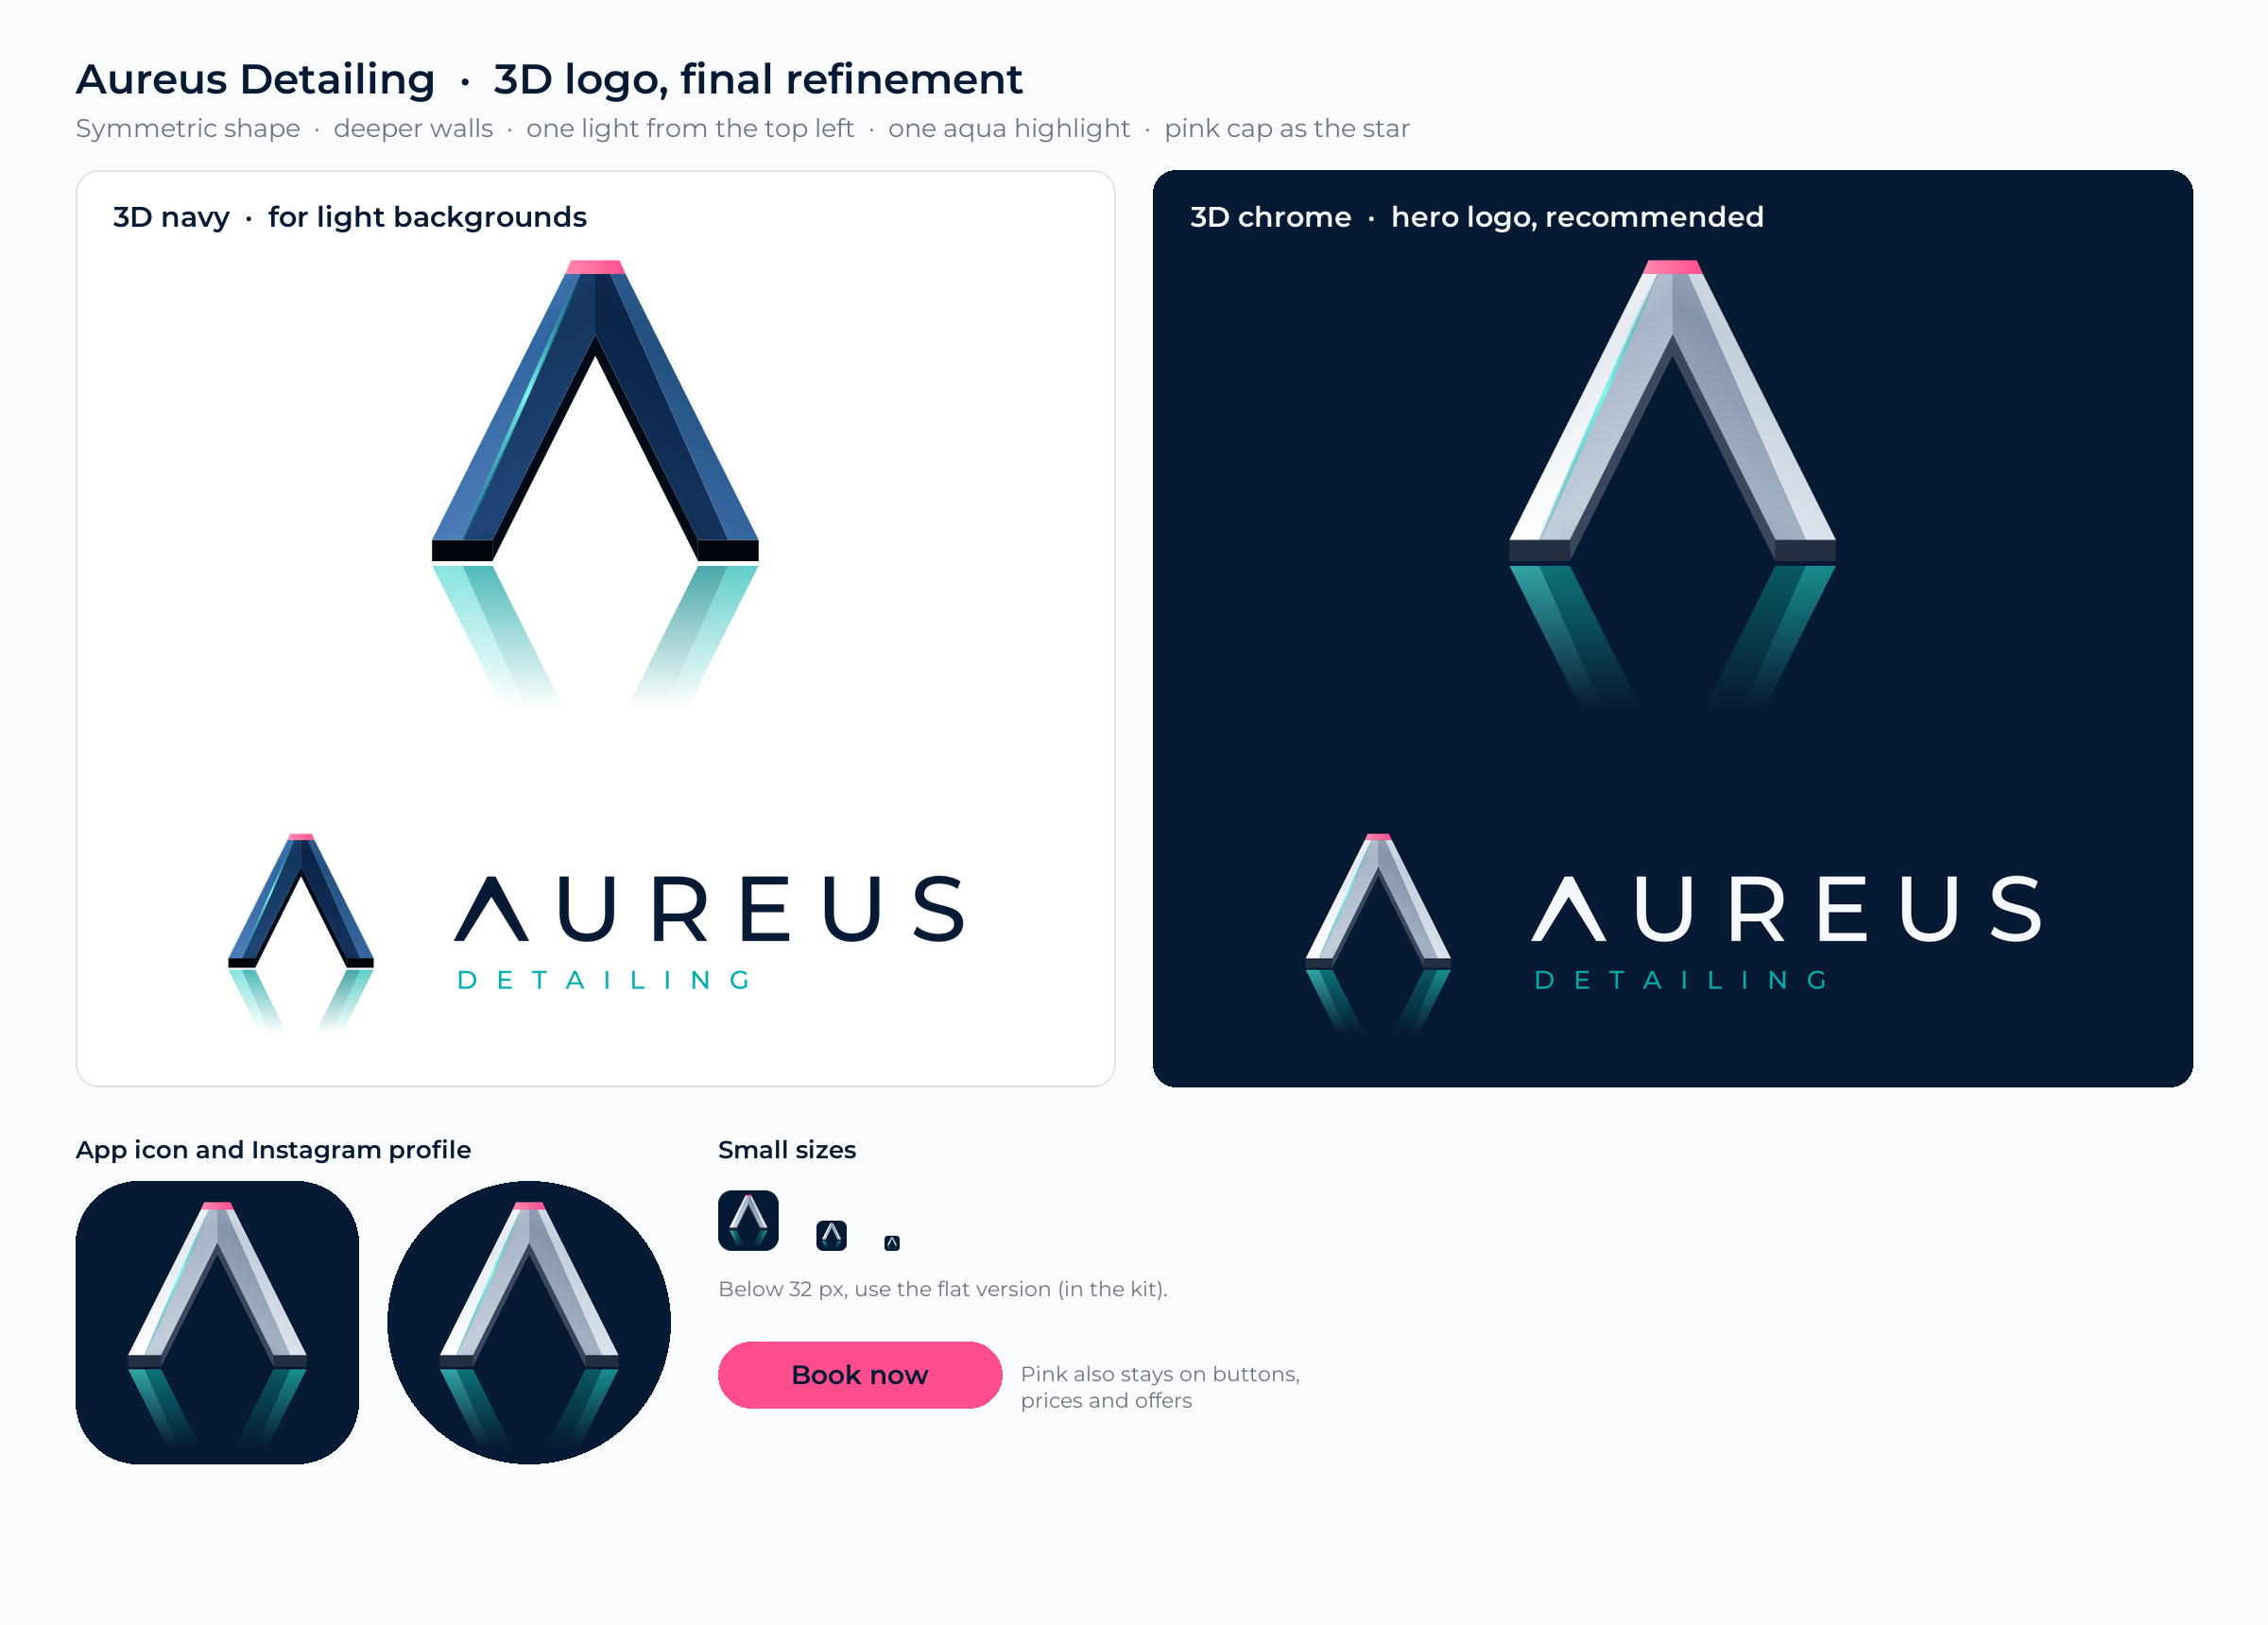 Aureus Detailing · 3D logo, final refinement
Symmetric shape · deeper walls · one light from the top left · one aqua highlight · pink cap as the star
3D navy · for light backgrounds
AUREUS
DETAILING
3D chrome · hero logo, recommended
AUREUS
DETAILING
App icon and Instagram profile
Small sizes
Below 32 px, use the flat version (in the kit).
Book now
Pink also stays on buttons,
prices and offers